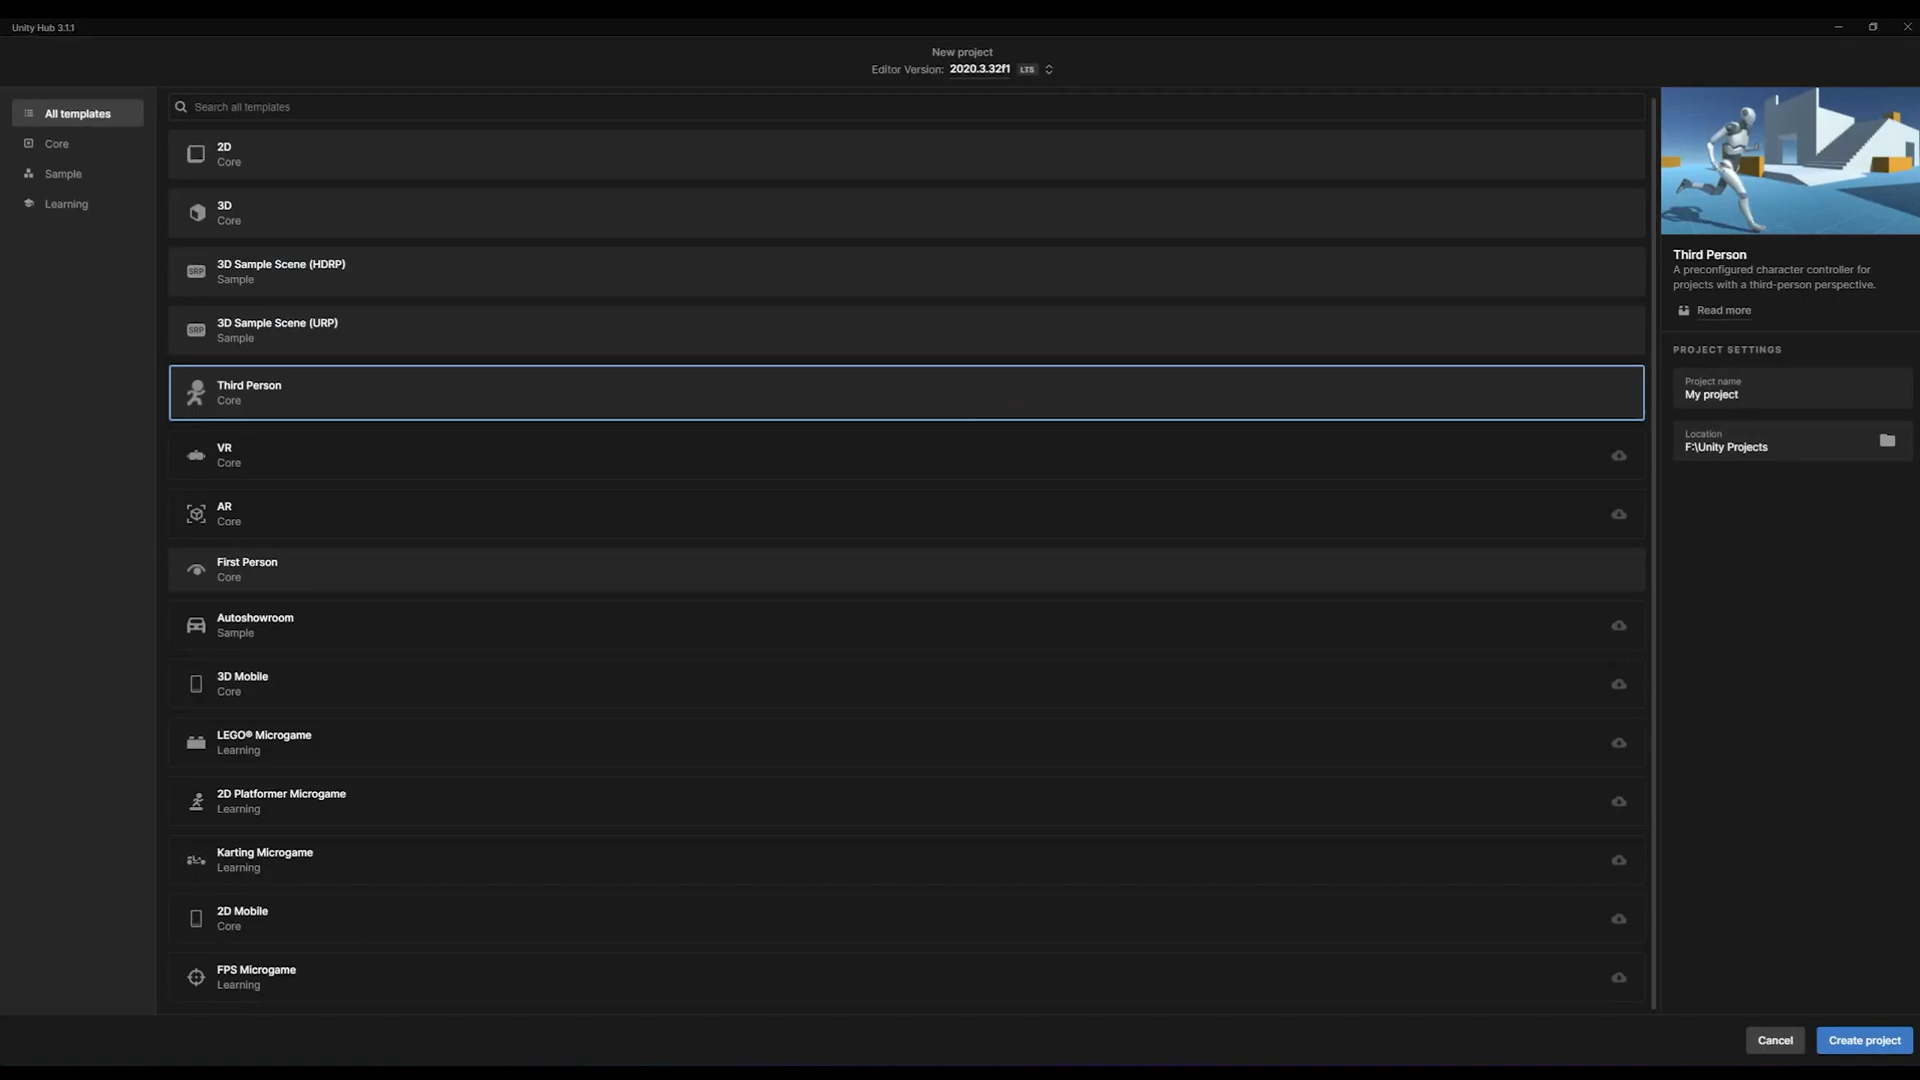 Unity Hub 3.1.1
New project
Editor Version: 2020.3.32f1 LTS
All templates
Core
Sample
Learning
Search all templates
2D
Core
3D
Core
SRP
3D Sample Scene (HDRP)
Sample
SRP
3D Sample Scene (URP)
Sample
Third Person
Core
VR
Core
AR
Core
First Person
Core
Autoshowroom
Sample
3D Mobile
Core
LEGO® Microgame
Learning
2D Platformer Microgame
Learning
Karting Microgame
Learning
2D Mobile
Core
FPS Microgame
Learning
Third Person
A preconfigured character controller for
projects with a third-person perspective.
Read more
PROJECT SETTINGS
Project name
My project
Location
F:\Unity Projects
Cancel
Create project